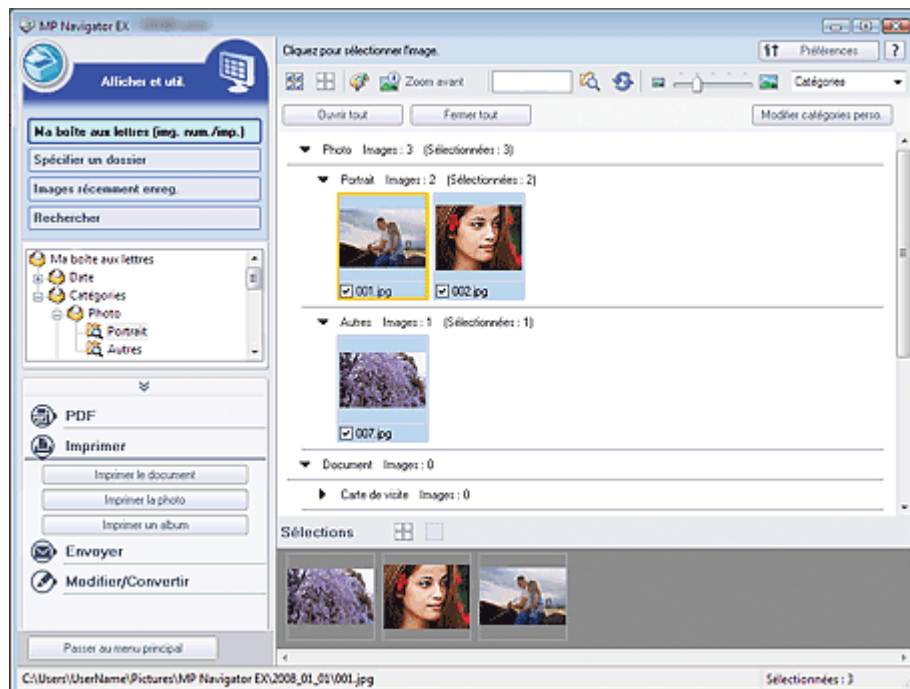 MP Navigator EX
Afficher et util.
Ma boîte aux lettres (img. num./imp.)
Spécifier un dossier
Images récemment enreg.
Rechercher
Ma boîte aux lettres
Date
Catégories
Photo
Portrait
Autres
PDF
Imprimer
Imprimer le document
Imprimer la photo
Imprimer un album
Envoyer
Modifier/Convertir
Passer au menu principal
Cliquez pour sélectionner l'image.
Préférences ?
Zoom avant Catégories
Ouvrir tout Fermer tout Modifier catégories perso.
Photo Images : 3 (Sélectionnées : 3)
Portrait Images : 2 (Sélectionnées : 2)
001.jpg 002.jpg
Autres Images : 1 (Sélectionnées : 1)
007.jpg
Document Images : 0
Carte de visite Images : 0
Sélections
C:\Users\UserName\Pictures\MP Navigator EX\2008_01_01\001.jpg Sélectionnées : 3